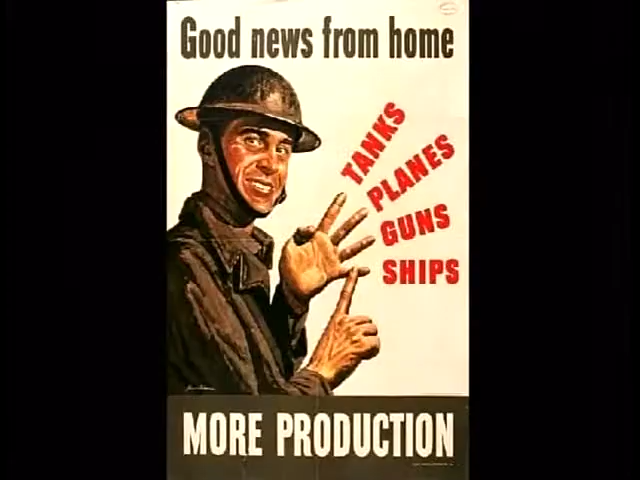 Good news from home
TANKS
PLANES
GUNS
SHIPS
MORE PRODUCTION